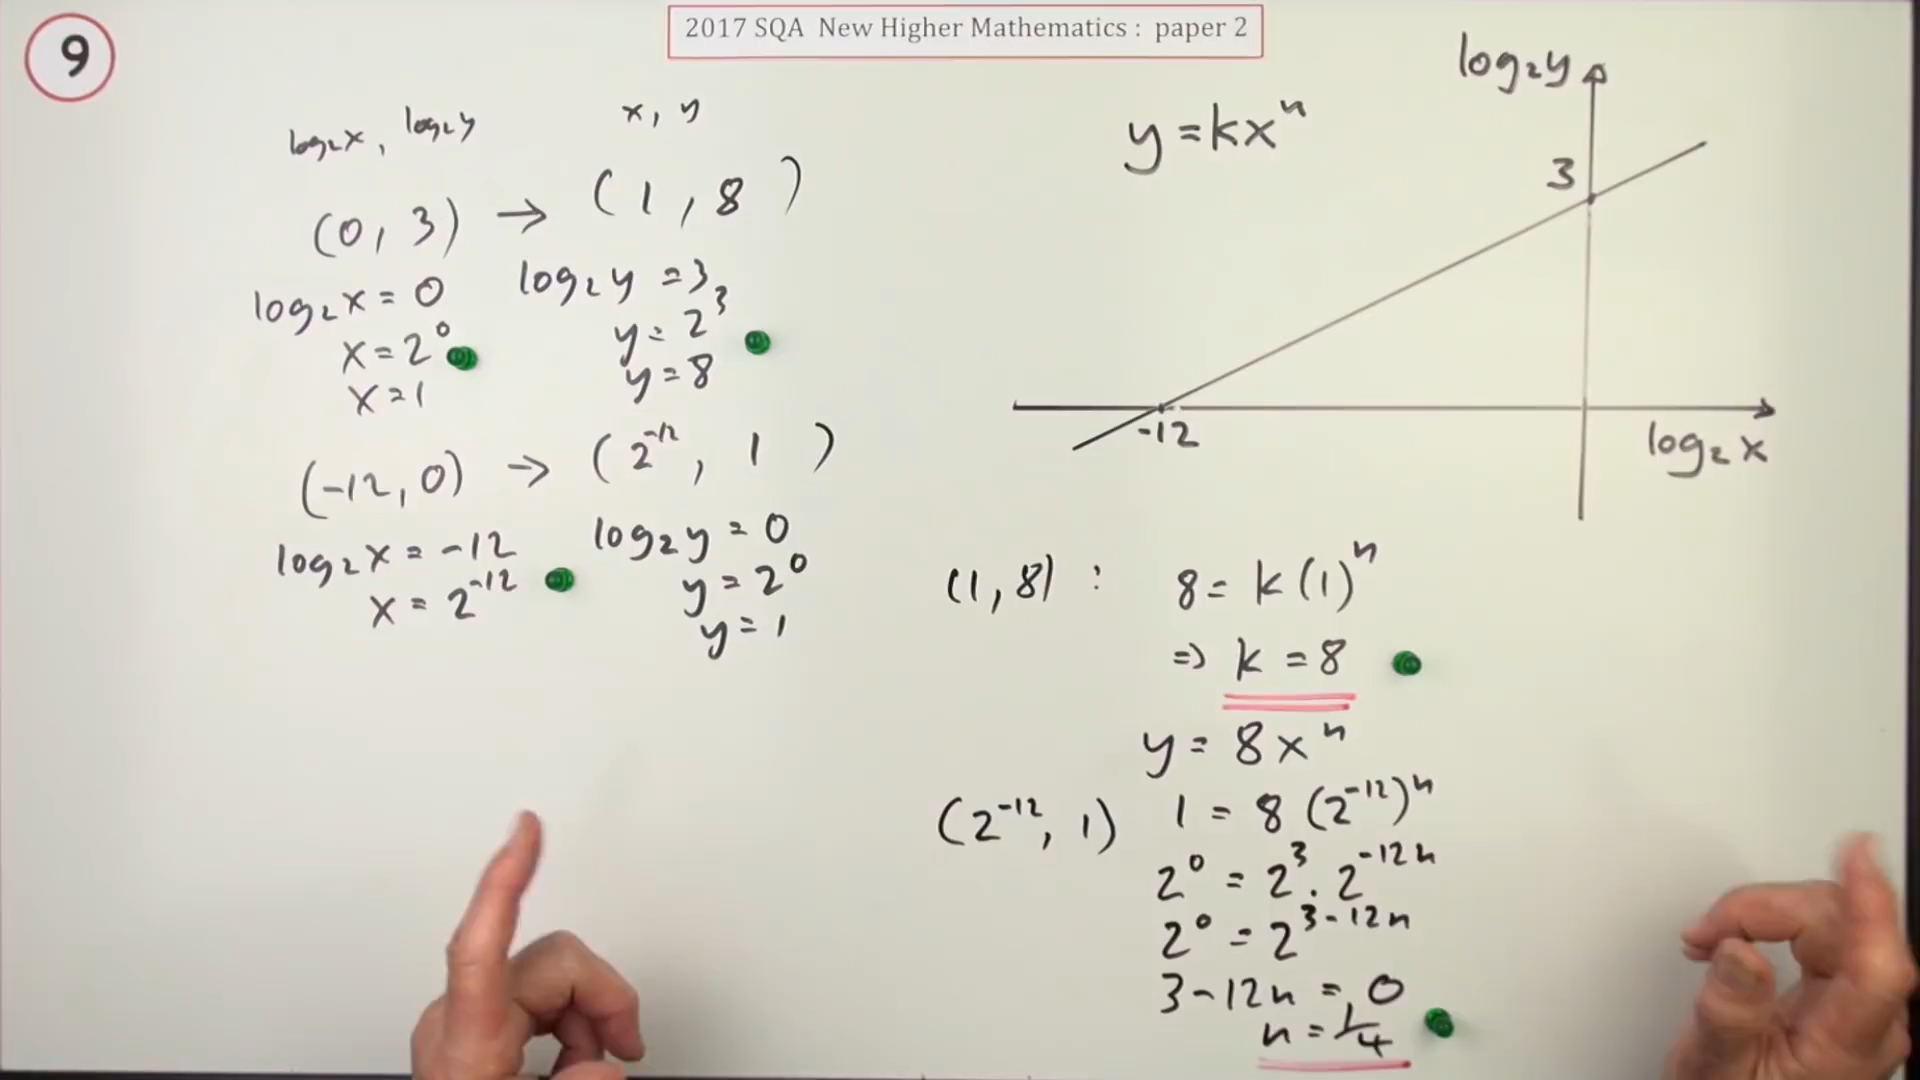 9
2017 SQA New Higher Mathematics : paper 2
log₂x, log₂y
x, y
(0, 3) → (1, 8)
log₂x = 0
log₂y = 3
x = 2⁰
y = 2³
x = 1
y = 8
(-12, 0) → (2⁻¹², 1)
log₂x = -12
log₂y = 0
x = 2⁻¹²
y = 2⁰
y = 1
y = kxⁿ
log₂y
3
-12
log₂x
(1, 8) : 8 = k(1)ⁿ
⇒ k = 8
y = 8xⁿ
(2⁻¹², 1) 1 = 8(2⁻¹²)ⁿ
2⁰ = 2³ . 2⁻¹²ⁿ
2⁰ = 2³⁻¹²ⁿ
3 - 12n = 0
n = 1/4